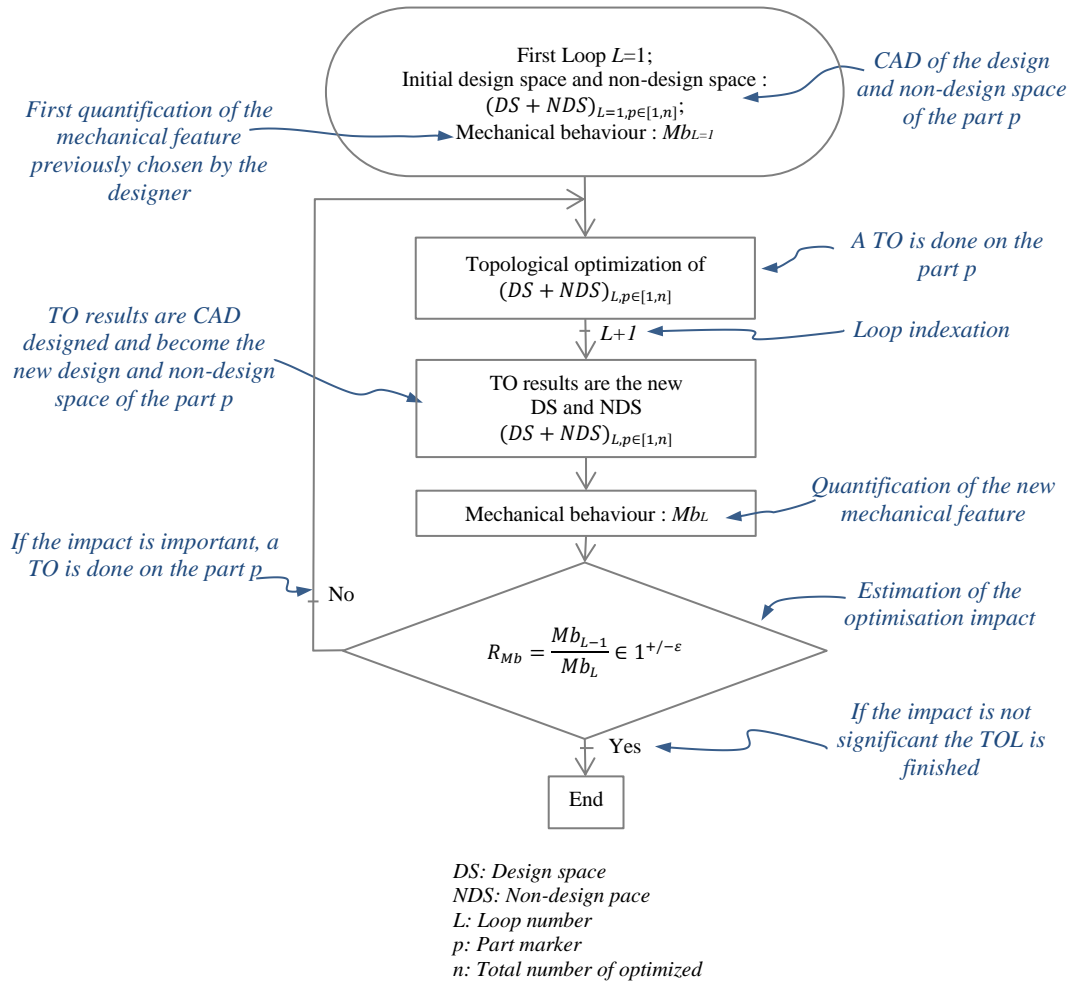 First Loop L=1;
Initial design space and non-design space :
(DS + NDS)_{L=1,p∈[1,n]};
Mechanical behaviour : Mb_{L=1}
CAD of the design
and non-design space
of the part p
First quantification of the
mechanical feature
previously chosen by the
designer
Topological optimization of
(DS + NDS)_{L,p∈[1,n]}
A TO is done on the
part p
L+1
Loop indexation
TO results are CAD
designed and become the
new design and non-design
space of the part p
TO results are the new
DS and NDS
(DS + NDS)_{L,p∈[1,n]}
Mechanical behaviour : Mb_L
Quantification of the new
mechanical feature
If the impact is important, a
TO is done on the part p
No
Estimation of the
optimisation impact
R_{Mb} = Mb_{L-1} / Mb_L ∈ 1^{+/-ε}
Yes
If the impact is not
significant the TOL is
finished
End
DS: Design space
NDS: Non-design pace
L: Loop number
p: Part marker
n: Total number of optimized